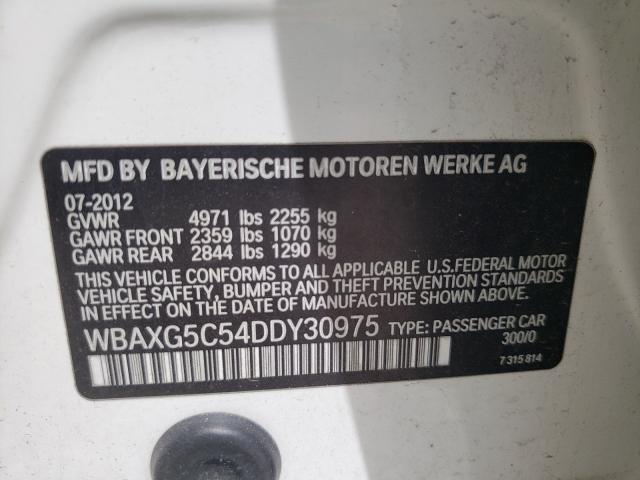 MFD BY BAYERISCHE MOTOREN WERKE AG
07-2012
GVWR 4971 lbs 2255 kg
GAWR FRONT 2359 lbs 1070 kg
GAWR REAR 2844 lbs 1290 kg
THIS VEHICLE CONFORMS TO ALL APPLICABLE U.S.FEDERAL MOTOR
VEHICLE SAFETY, BUMPER AND THEFT PREVENTION STANDARDS
IN EFFECT ON THE DATE OF MANUFACTURE SHOWN ABOVE.
WBAXG5C54DDY30975 TYPE: PASSENGER CAR
300/0
7 315 814